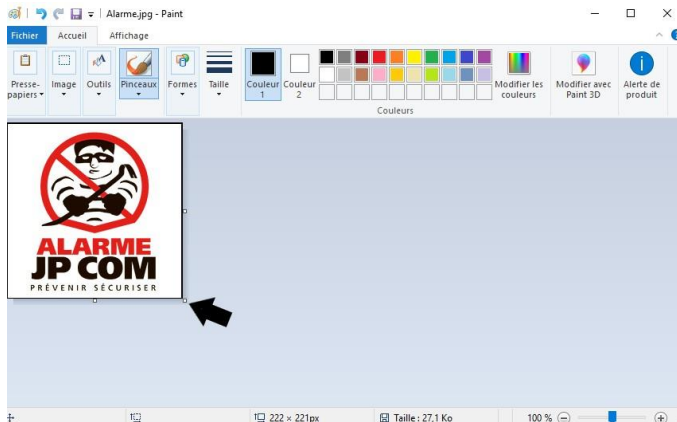 Alarme.jpg - Paint
Fichier Accueil Affichage
Presse-papiers Image Outils Pinceaux Formes Taille Couleur 1 Couleur 2 Modifier les couleurs Modifier avec Paint 3D Alerte de produit
Couleurs
ALARME
JP COM
PRÉVENIR SÉCURISER
222 × 221px Taille : 27,1 Ko 100 %